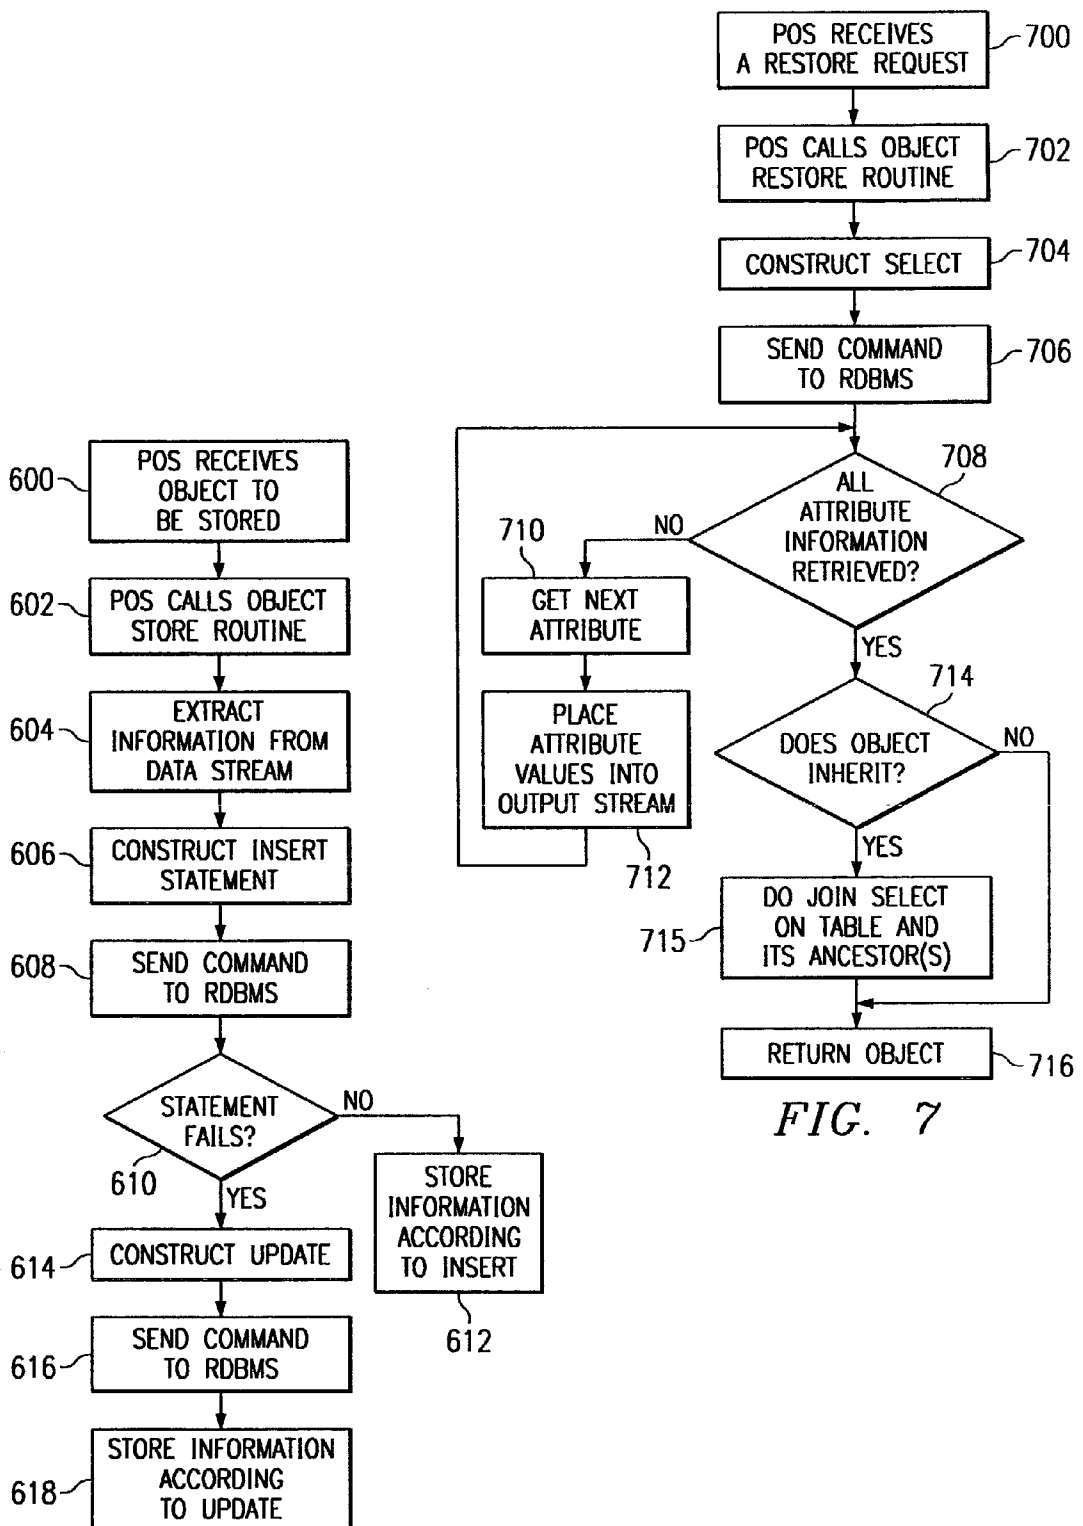 POS RECEIVES
OBJECT TO
BE STORED
600
POS CALLS OBJECT
STORE ROUTINE
602
EXTRACT
INFORMATION FROM
DATA STREAM
604
CONSTRUCT INSERT
STATEMENT
606
SEND COMMAND
TO RDBMS
608
STATEMENT
FAILS?
610
NO
YES
STORE
INFORMATION
ACCORDING
TO INSERT
612
CONSTRUCT UPDATE
614
SEND COMMAND
TO RDBMS
616
STORE INFORMATION
ACCORDING
TO UPDATE
618
POS RECEIVES
A RESTORE REQUEST
700
POS CALLS OBJECT
RESTORE ROUTINE
702
CONSTRUCT SELECT
704
SEND COMMAND
TO RDBMS
706
ALL
ATTRIBUTE
INFORMATION
RETRIEVED?
708
NO
YES
710
GET NEXT
ATTRIBUTE
PLACE
ATTRIBUTE
VALUES INTO
OUTPUT STREAM
712
DOES OBJECT
INHERIT?
714
NO
YES
DO JOIN SELECT
ON TABLE AND
ITS ANCESTOR(S)
715
RETURN OBJECT
716
FIG. 7